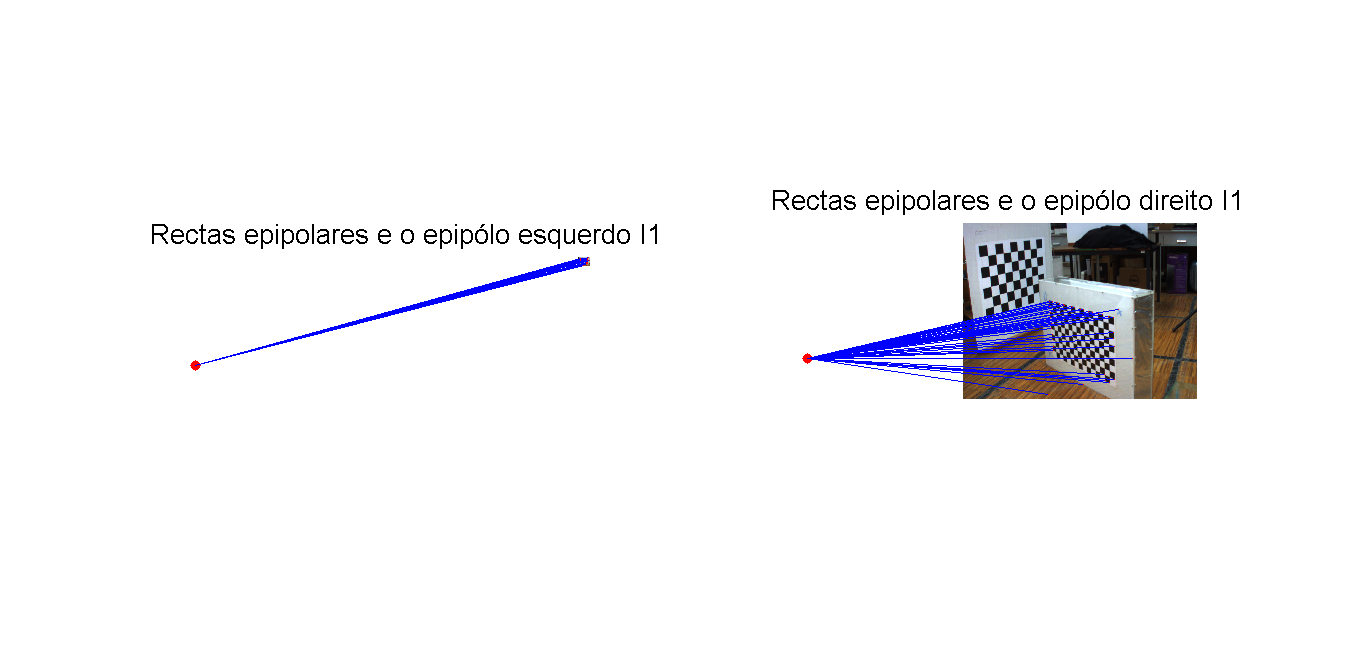 Rectas epipolares e o epipólo esquerdo I1
Rectas epipolares e o epipólo direito I1